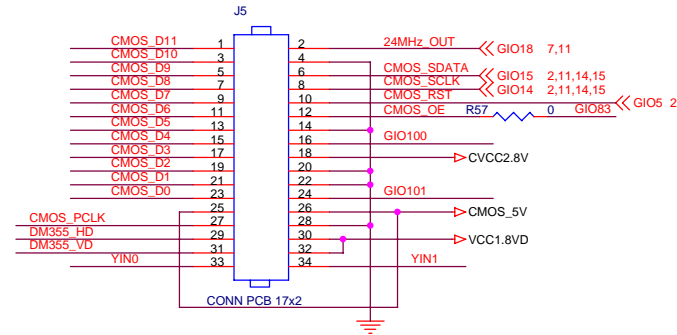 J5
CMOS_D11 1 2 24MHz_OUT GIO18 7,11
CMOS_D10 3 4
CMOS_D9 5 6 CMOS_SDATA GIO15 2,11,14,15
CMOS_D8 7 8 CMOS_SCLK GIO14 2,11,14,15
CMOS_D7 9 10 CMOS_RST GIO5 2
CMOS_D6 11 12 CMOS_OE R57 0 GIO83
CMOS_D5 13 14
CMOS_D4 15 16 GIO100
CMOS_D3 17 18 CVCC2.8V
CMOS_D2 19 20
CMOS_D1 21 22
CMOS_D0 23 24 GIO101
25 26 CMOS_5V
CMOS_PCLK 27 28
DM355_HD 29 30 VCC1.8VD
DM355_VD 31 32
YIN0 33 34 YIN1
CONN PCB 17x2